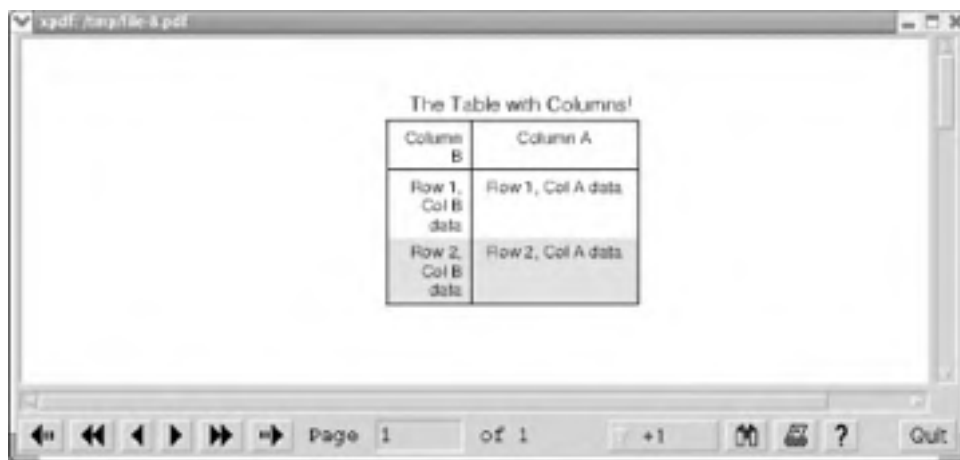 xpdf: /tmp/file-8.pdf
The Table with Columns!
Column B
Column A
Row 1, Col B data
Row 1, Col A data
Row 2, Col B data
Row 2, Col A data
Page 1 of 1
+1
?
Quit